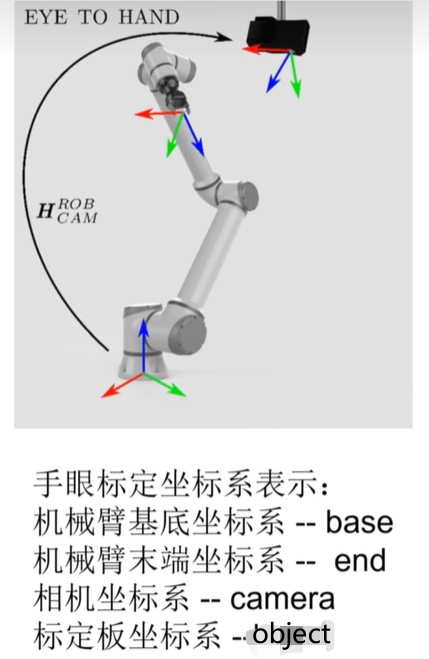 EYE TO HAND
H ROB CAM
手眼标定坐标系表示：
机械臂基底坐标系 -- base
机械臂末端坐标系 -- end
相机坐标系 -- camera
标定板坐标系 -- object